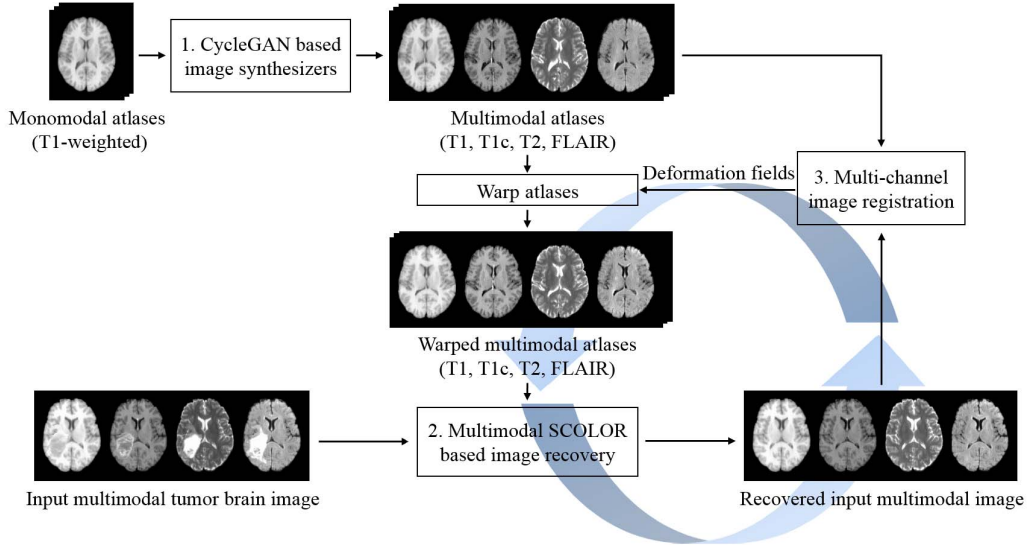 1. CycleGAN based
image synthesizers
Monomodal atlases
(T1-weighted)
Multimodal atlases
(T1, T1c, T2, FLAIR)
Deformation fields
3. Multi-channel
image registration
Warp atlases
Warped multimodal atlases
(T1, T1c, T2, FLAIR)
2. Multimodal SCOLOR
based image recovery
Input multimodal tumor brain image
Recovered input multimodal image